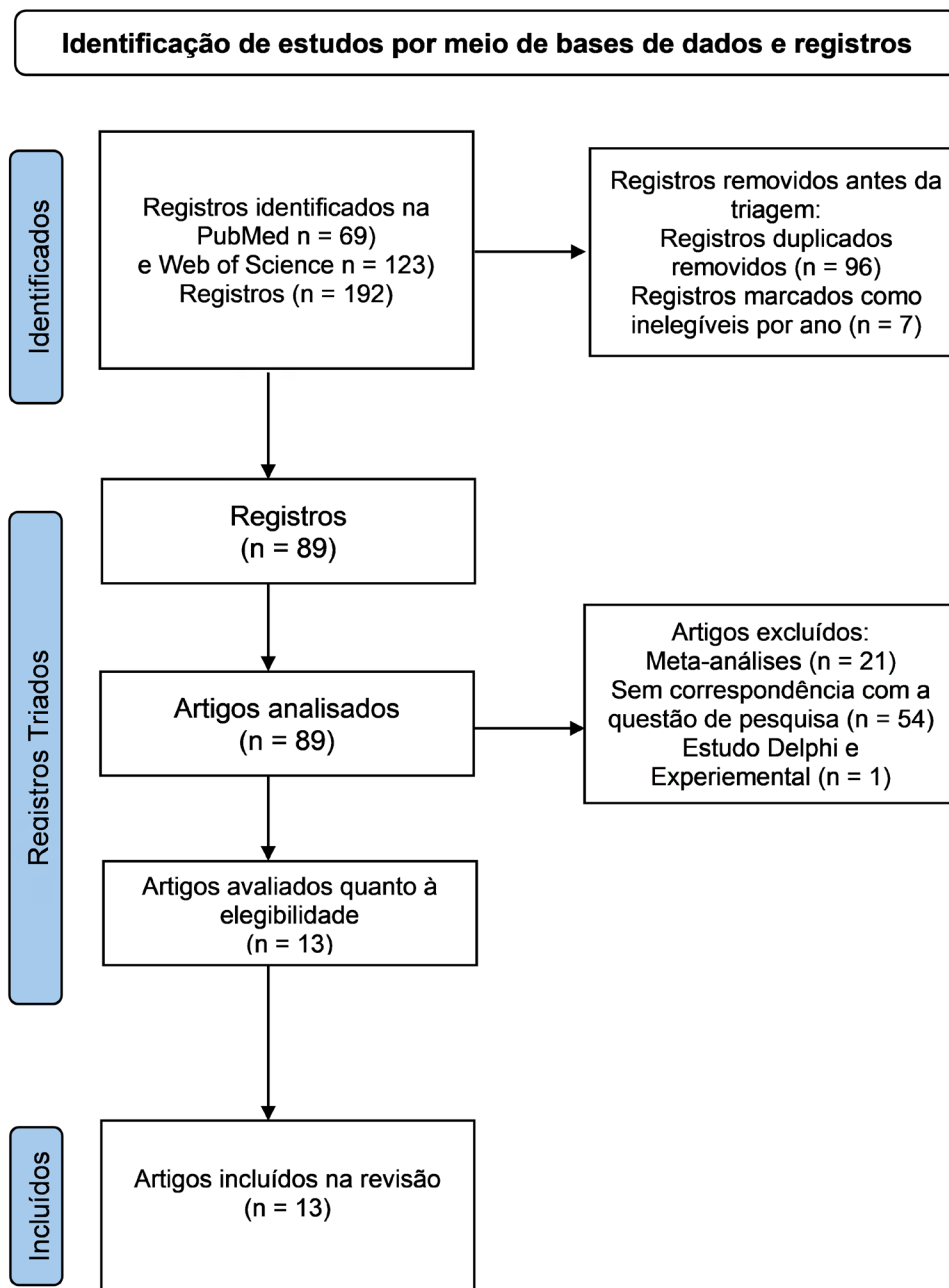 Identificação de estudos por meio de bases de dados e registros
Identificados
Registros identificados na
PubMed n = 69)
e Web of Science n = 123)
Registros (n = 192)
Registros removidos antes da
triagem:
Registros duplicados
removidos (n = 96)
Registros marcados como
inelegíveis por ano (n = 7)
Registros Triados
Registros
(n = 89)
Artigos analisados
(n = 89)
Artigos excluídos:
Meta-análises (n = 21)
Sem correspondência com a
questão de pesquisa (n = 54)
Estudo Delphi e
Experiemental (n = 1)
Artigos avaliados quanto à
elegibilidade
(n = 13)
Incluídos
Artigos incluídos na revisão
(n = 13)